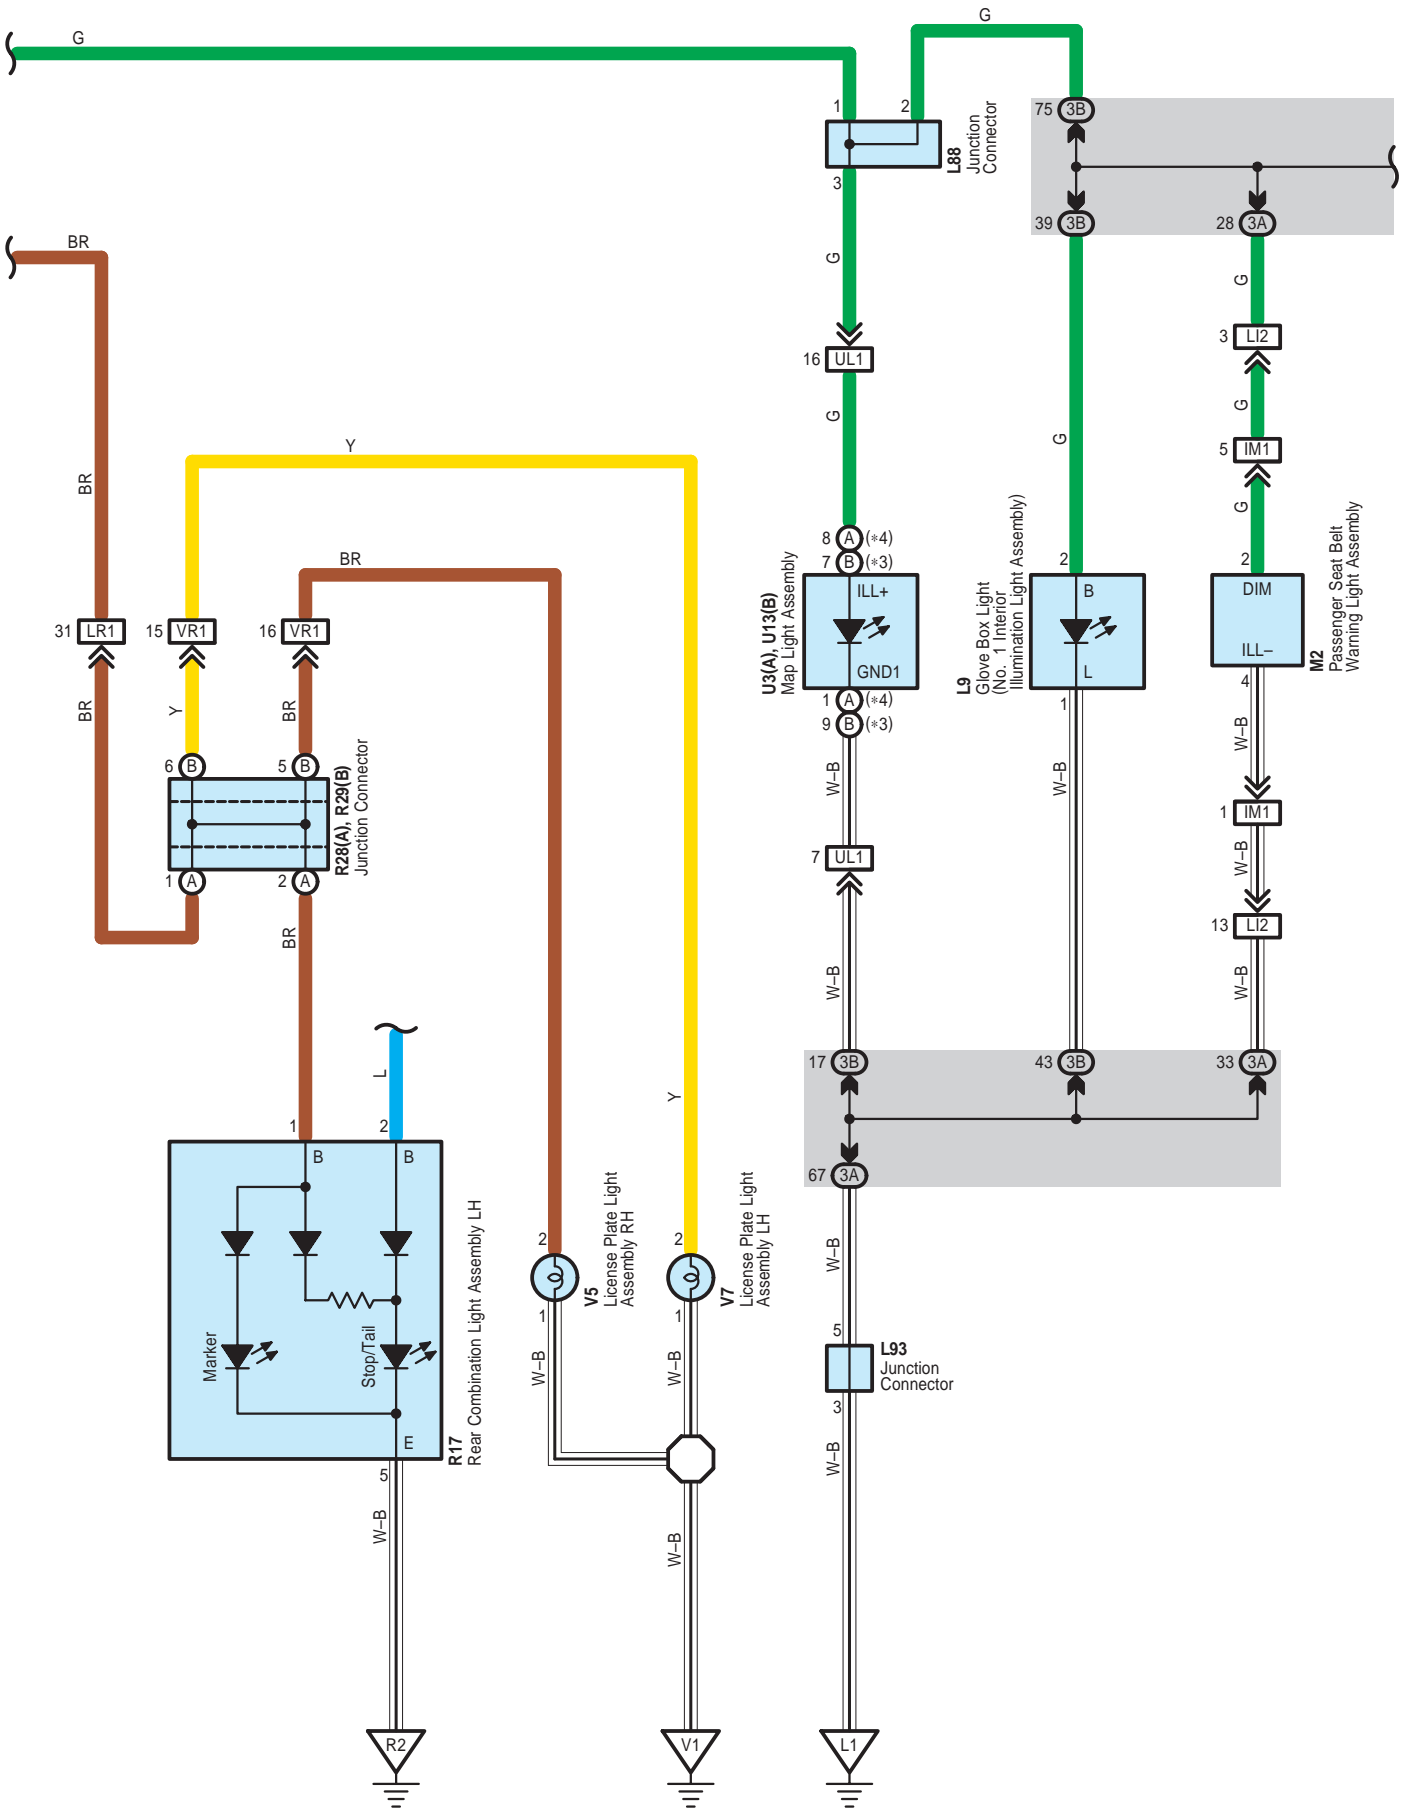 G
G
1
2
L88
Junction
Connector
3
75 3B
39 3B
28 3A
BR
G
G
16 UL1
3 LI2
G
G
5 IM1
G
G
Y
BR
BR
31 LR1
15 VR1
16 VR1
BR
Y
BR
8 A (*4)
7 B (*3)
ILL+
GND1
U3(A), U13(B)
Map Light Assembly
1 A (*4)
9 B (*3)
2
B
L
1
L9
Glove Box Light
(No. 1 Interior
Illumination Light Assembly)
2
DIM
ILL–
4
M2
Passenger Seat Belt
Warning Light Assembly
6 B
5 B
R28(A), R29(B)
Junction Connector
1 A
2 A
W–B
W–B
W–B
1 IM1
W–B
7 UL1
13 LI2
BR
W–B
W–B
L
Y
17 3B
43 3B
33 3A
67 3A
1
2
B
B
Marker
Stop/Tail
E
5
R17
Rear Combination Light Assembly LH
2
1
V5
License Plate Light
Assembly RH
2
1
V7
License Plate Light
Assembly LH
W–B
5
L93
Junction
Connector
3
W–B
W–B
W–B
W–B
W–B
R2
V1
L1